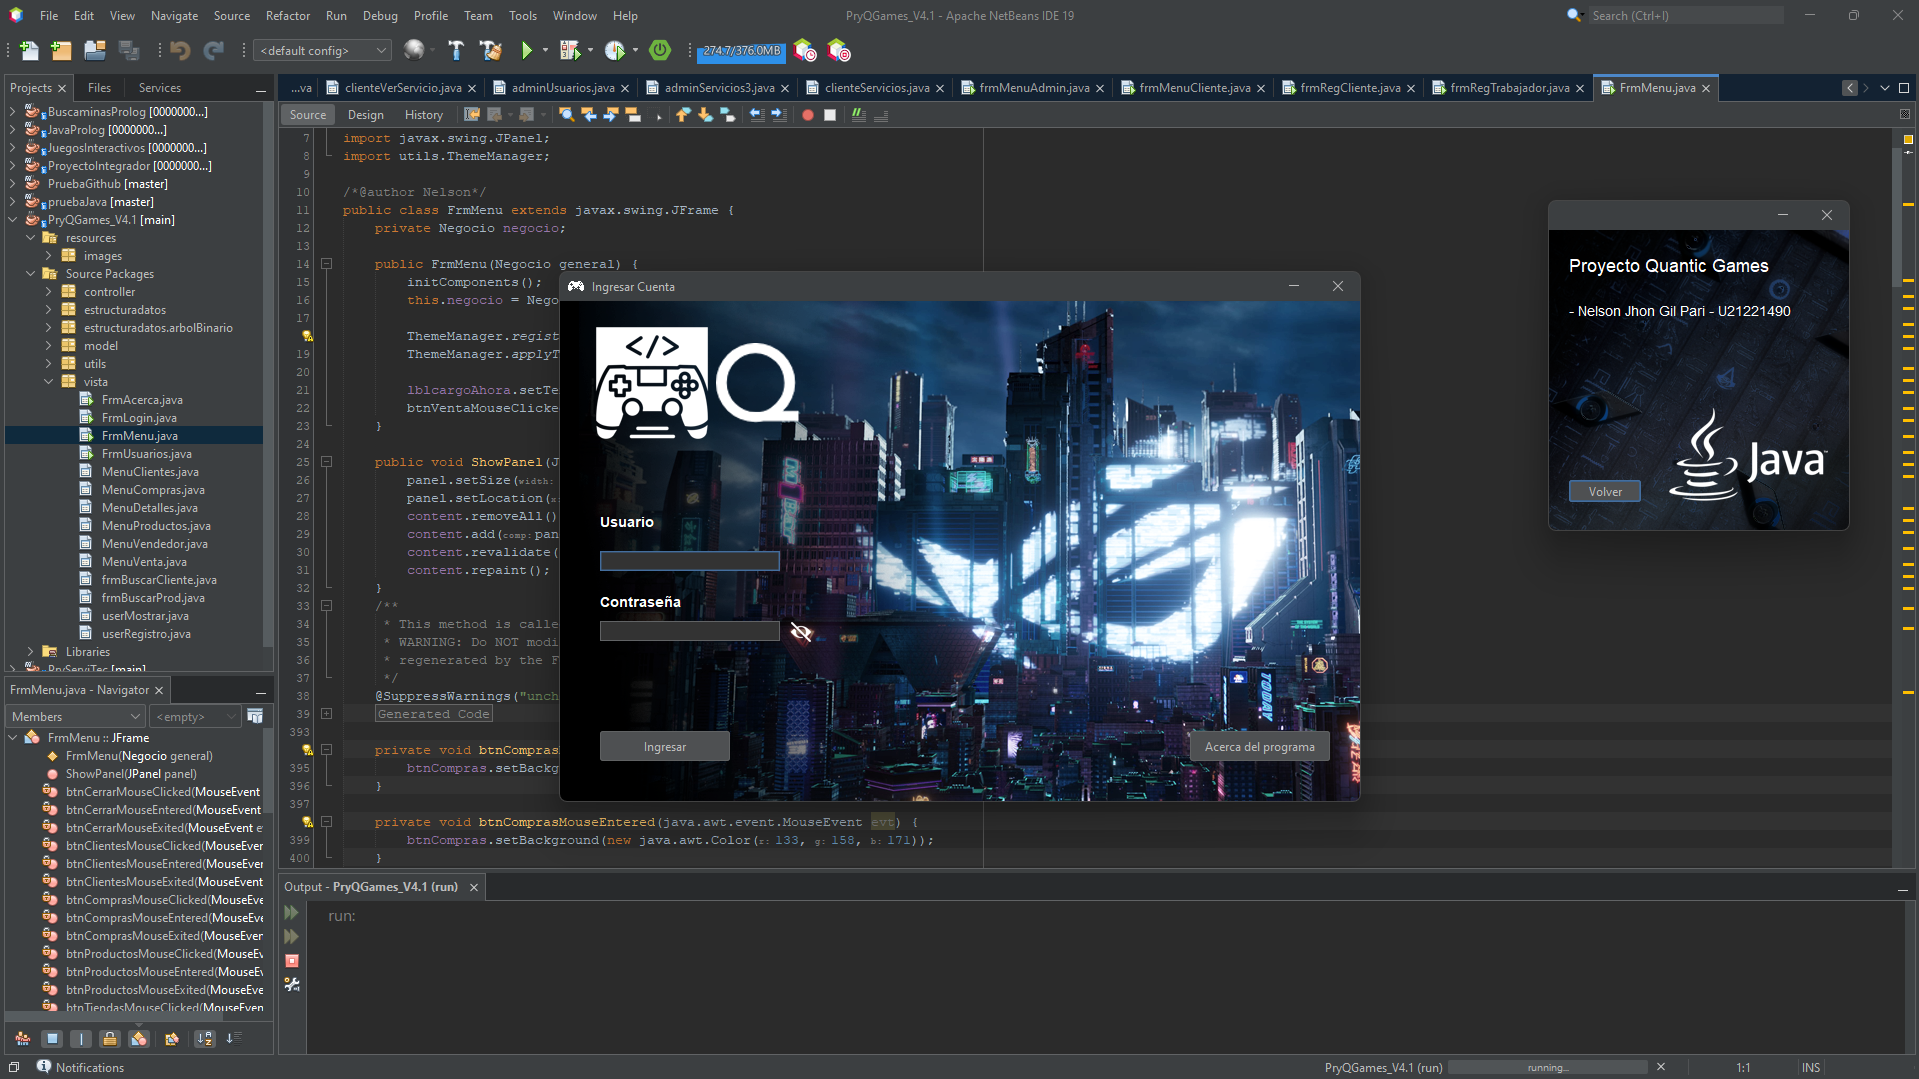 File Edit View Navigate Source Refactor Run Debug Profile Team Tools Window Help
PryQGames_V4.1 - Apache NetBeans IDE 19
Search (Ctrl+I)
<default config>
274.7/376.0MB
Projects Files Services
...va clienteVerServicio.java adminUsuarios.java adminServicios3.java clienteServicios.java frmMenuAdmin.java frmMenuCliente.java frmRegCliente.java frmRegTrabajador.java FrmMenu.java
Source Design History
BuscaminasProlog [0000000...]
JavaProlog [0000000...]
JuegosInteractivos [0000000...]
ProyectoIntegrador [0000000...]
PruebaGithub [master]
pruebaJava [master]
PryQGames_V4.1 [main]
resources
images
Source Packages
controller
estructuradatos
estructuradatos.arbolBinario
model
utils
vista
FrmAcerca.java
FrmLogin.java
FrmMenu.java
FrmUsuarios.java
MenuClientes.java
MenuCompras.java
MenuDetalles.java
MenuProductos.java
MenuVendedor.java
MenuVenta.java
frmBuscarCliente.java
frmBuscarProd.java
userMostrar.java
userRegistro.java
Libraries
PryServiTec [main]
FrmMenu.java - Navigator
Members <empty>
FrmMenu :: JFrame
FrmMenu(Negocio general)
ShowPanel(JPanel panel)
btnCerrarMouseClicked(MouseEvent
btnCerrarMouseEntered(MouseEvent
btnCerrarMouseExited(MouseEvent ev
btnClientesMouseClicked(MouseEver
btnClientesMouseEntered(MouseEver
btnClientesMouseExited(MouseEvent
btnComprasMouseClicked(MouseEve
btnComprasMouseEntered(MouseEve
btnComprasMouseExited(MouseEven
btnProductosMouseClicked(MouseEv
btnProductosMouseEntered(MouseEv
btnProductosMouseExited(MouseEve
btnTiendasMouseClicked(MouseEven
7 import javax.swing.JPanel;
8 import utils.ThemeManager;
9
10 /*@author Nelson*/
11 public class FrmMenu extends javax.swing.JFrame {
12 private Negocio negocio;
13
14 public FrmMenu(Negocio general) {
15 initComponents();
16 this.negocio = Nego
17
ThemeManager.regist
19 ThemeManager.applyT
20
21 lblcargoAhora.setTe
22 btnVentaMouseClicke
23 }
24
25 public void ShowPanel(J
26 panel.setSize(width:
27 panel.setLocation(x:
28 content.removeAll()
29 content.add(comp:pan
30 content.revalidate(
31 content.repaint();
32 }
33 /**
34 * This method is calle
35 * WARNING: Do NOT modi
36 * regenerated by the F
37 */
38 @SuppressWarnings("unch
39 Generated Code
393
private void btnCompras
395 btnCompras.setBackg
396 }
397
private void btnComprasMouseEntered(java.awt.event.MouseEvent evt) {
399 btnCompras.setBackground(new java.awt.Color(r: 133, g: 158, b: 171));
400 }
Ingresar Cuenta
</>
Q
Usuario
Contraseña
Ingresar
Acerca del programa
TODAY
Proyecto Quantic Games
- Nelson Jhon Gil Pari - U21221490
Volver
Java
Output - PryQGames_V4.1 (run)
run:
Notifications
PryQGames_V4.1 (run) running... 1:1 INS